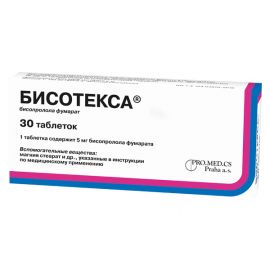 БИСОТЕКСА®
бисопролола фумарат
30 таблеток
1 таблетка содержит 5 мг бисопролола фумарата
Вспомогательные вещества:
магния стеарат и др., указанные в инструкции
по медицинскому применению
PRO.MED.CS
Praha a.s.